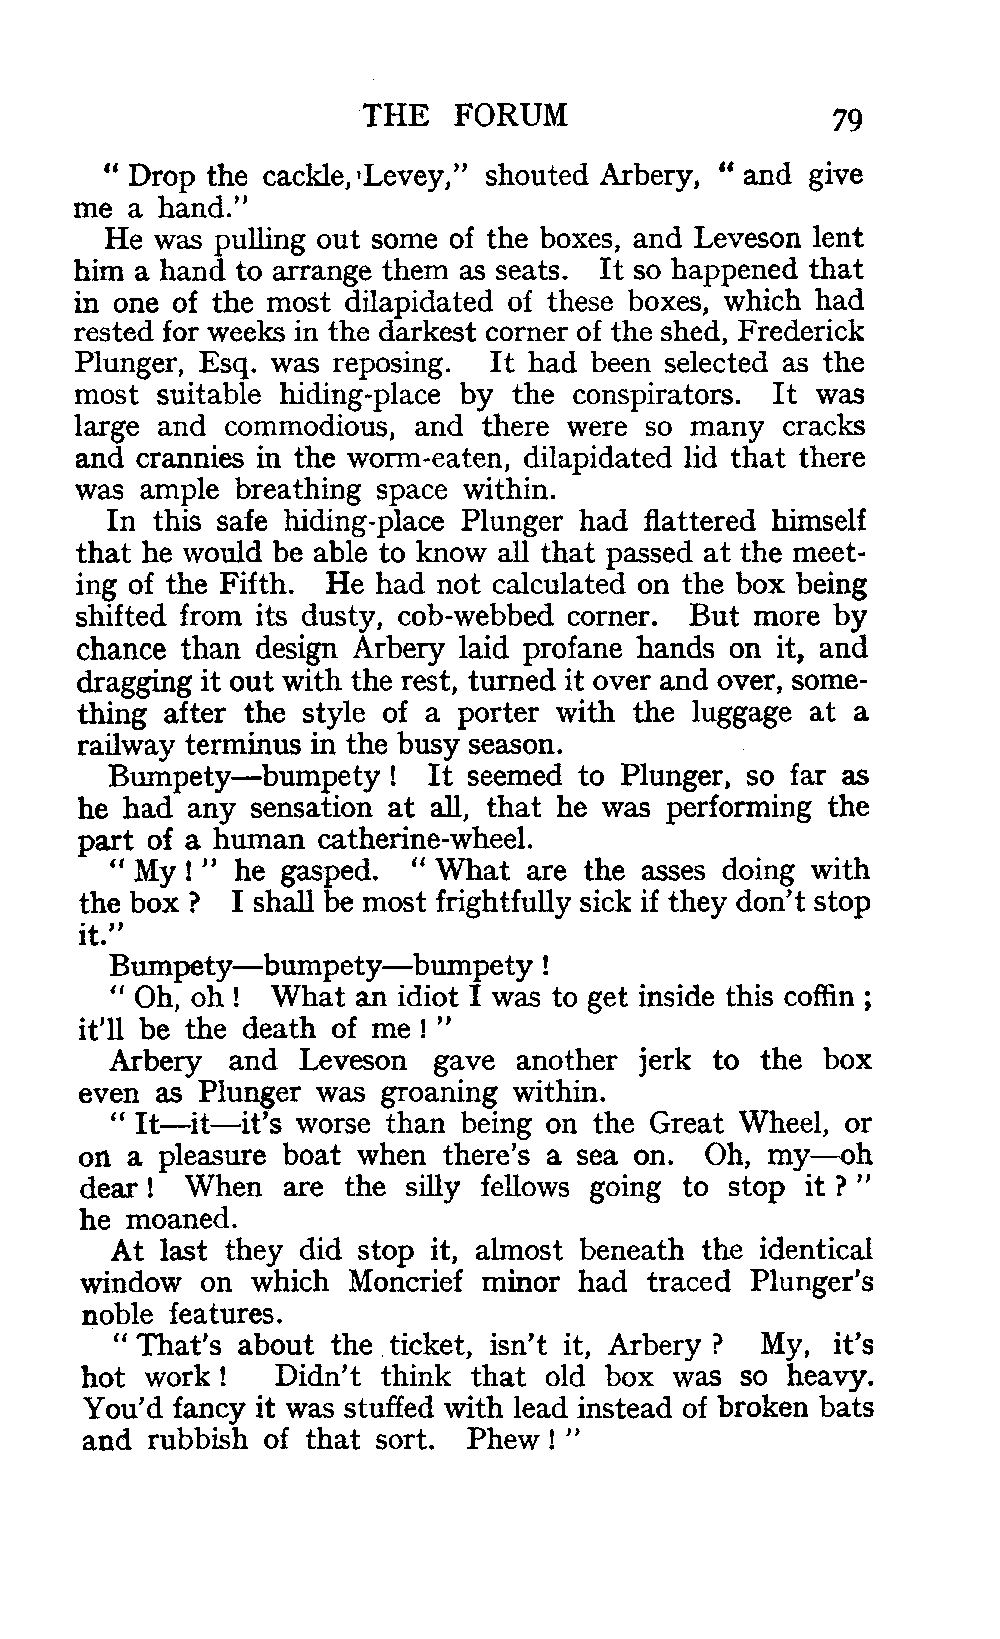 THE FORUM 79
“ Drop the cackle, Levey,” shouted Arbery, “ and give
me a hand.”
He was pulling out some of the boxes, and Leveson lent
him a hand to arrange them as seats. It so happened that
in one of the most dilapidated of these boxes, which had
rested for weeks in the darkest corner of the shed, Frederick
Plunger, Esq. was reposing. It had been selected as the
most suitable hiding-place by the conspirators. It was
large and commodious, and there were so many cracks
and crannies in the worm-eaten, dilapidated lid that there
was ample breathing space within.
In this safe hiding-place Plunger had flattered himself
that he would be able to know all that passed at the meet-
ing of the Fifth. He had not calculated on the box being
shifted from its dusty, cob-webbed corner. But more by
chance than design Arbery laid profane hands on it, and
dragging it out with the rest, turned it over and over, some-
thing after the style of a porter with the luggage at a
railway terminus in the busy season.
Bumpety—bumpety ! It seemed to Plunger, so far as
he had any sensation at all, that he was performing the
part of a human catherine-wheel.
“ My ! ” he gasped. “ What are the asses doing with
the box ? I shall be most frightfully sick if they don’t stop
it.”
Bumpety—bumpety—bumpety !
“ Oh, oh ! What an idiot I was to get inside this coffin ;
it’ll be the death of me ! ”
Arbery and Leveson gave another jerk to the box
even as Plunger was groaning within.
“ It—it—it’s worse than being on the Great Wheel, or
on a pleasure boat when there’s a sea on. Oh, my—oh
dear ! When are the silly fellows going to stop it ? ”
he moaned.
At last they did stop it, almost beneath the identical
window on which Moncrief minor had traced Plunger’s
noble features.
“ That’s about the ticket, isn’t it, Arbery ? My, it’s
hot work ! Didn’t think that old box was so heavy.
You’d fancy it was stuffed with lead instead of broken bats
and rubbish of that sort. Phew ! ”